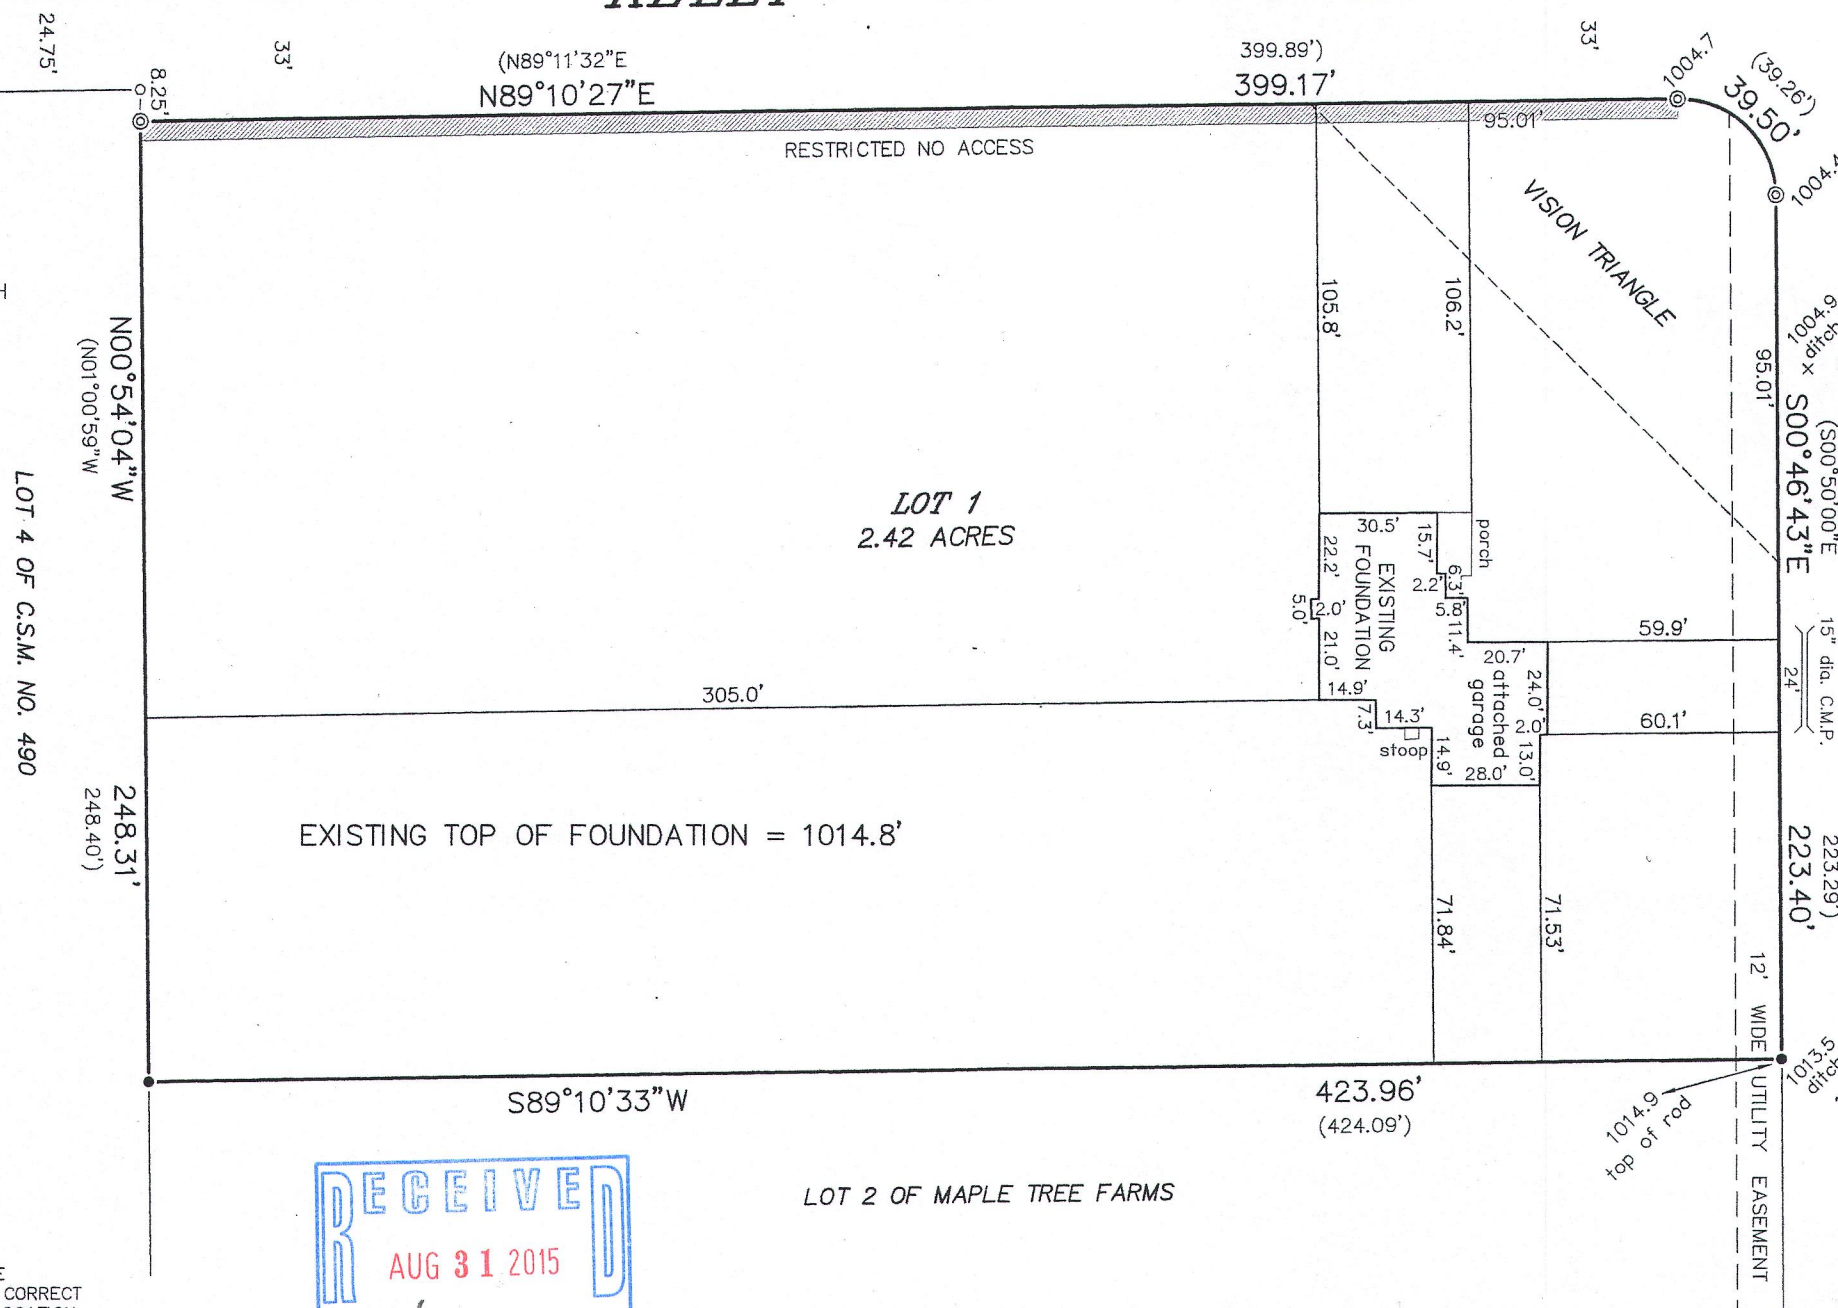 24.75'
8.25'
33'
(N89°11'32"E
N89°10'27"E
399.89')
399.17'
33'
1004.7
(39.26')
39.50'
95.01'
RESTRICTED NO ACCESS
VISION TRIANGLE
1004.9
ditch
x
95.01'
(S00°50'00"E
S00°46'43"E
105.8'
106.2'
N00°54'04"W
(N01°00'59"W
LOT 4 OF C.S.M. NO. 490
LOT 1
2.42 ACRES
30.5'
15.7'
porch
22.2'
EXISTING
FOUNDATION
2.2'
6.3'
5.8'
11.4'
5.0'
2.0'
21.0'
14.9'
7.3'
14.3'
stoop
14.9'
20.7'
attached
garage
24.0'
2.0'
13.0'
28.0'
59.9'
60.1'
15" dia. C.M.P.
24'
305.0'
EXISTING TOP OF FOUNDATION = 1014.8'
248.31'
248.40')
71.84'
71.53'
223.29')
223.40'
12' WIDE UTILITY EASEMENT
1013.5
ditch
1014.9
top of rod
S89°10'33"W
423.96'
(424.09')
LOT 2 OF MAPLE TREE FARMS
RECEIVED
AUG 31 2015
CORRECT